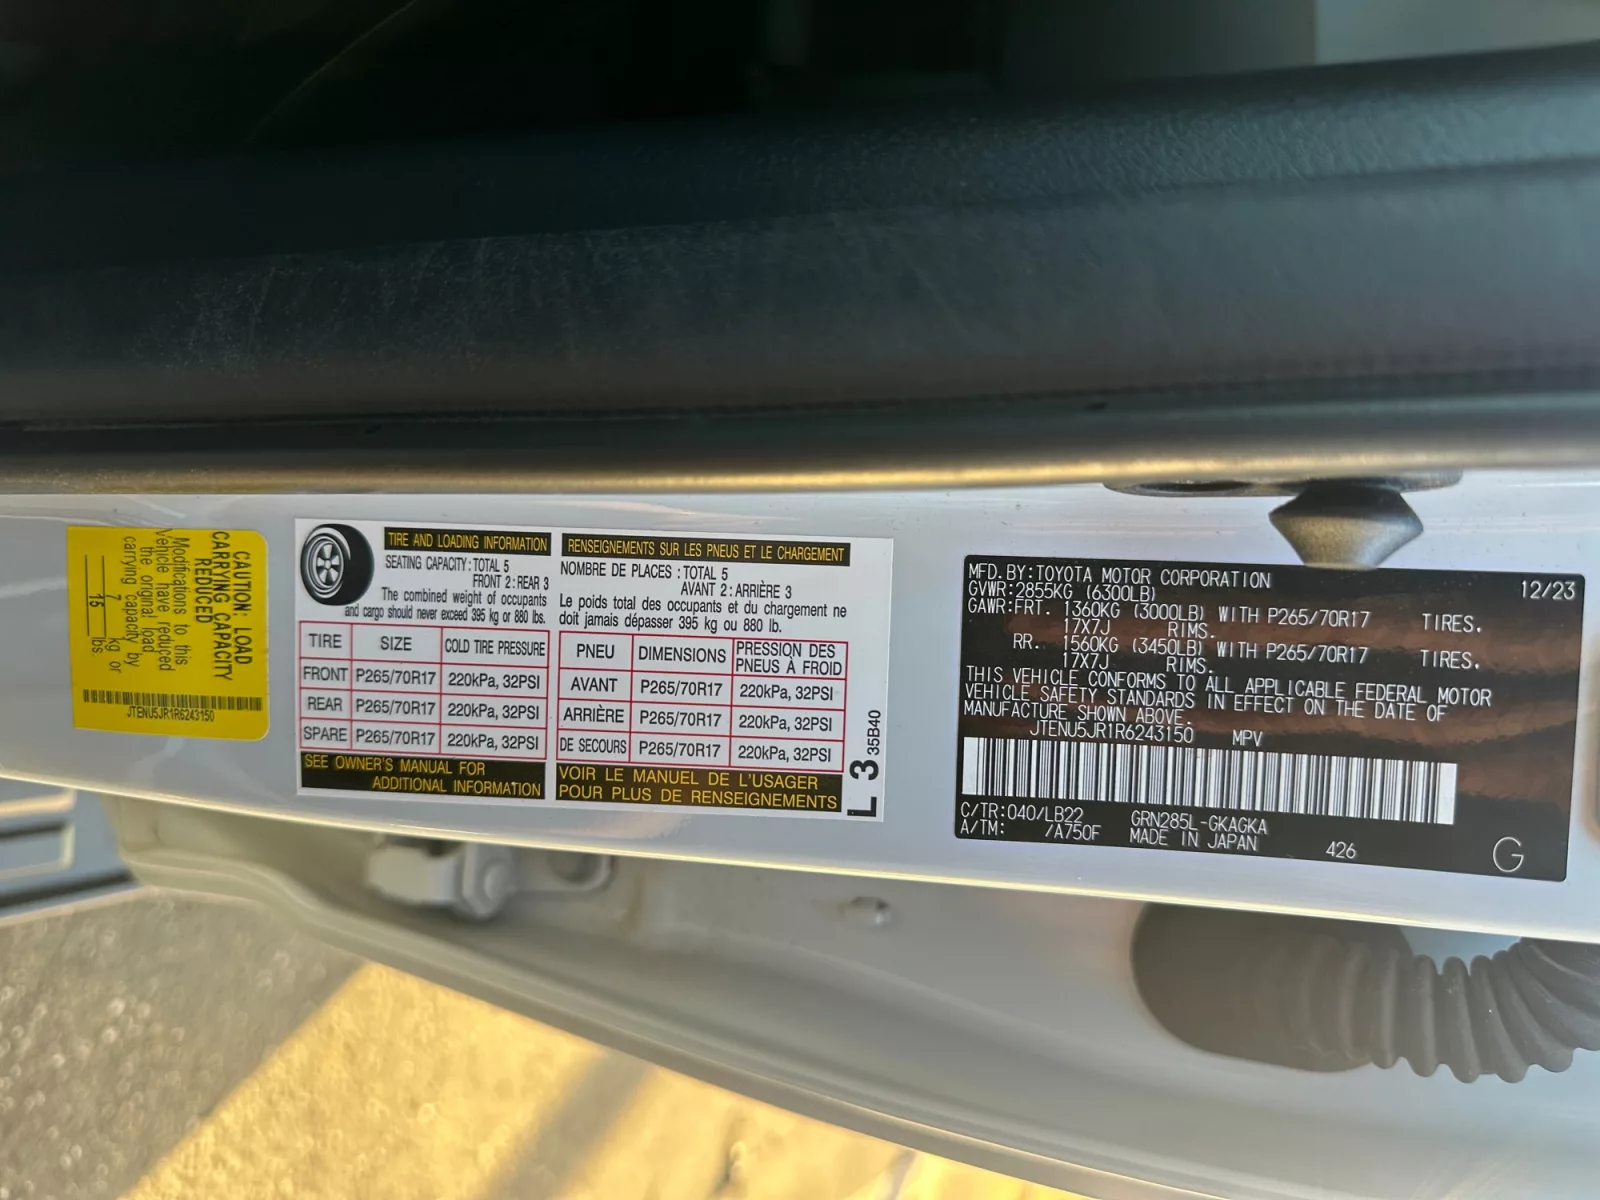 CAUTION: LOAD
CARRYING CAPACITY
REDUCED
Modifications to this
vehicle have reduced
the original load
carrying capacity by
7 kg or
15 lbs.
JTENU5JR1R6243150
TIRE AND LOADING INFORMATION
SEATING CAPACITY: TOTAL 5
FRONT 2: REAR 3
The combined weight of occupants
and cargo should never exceed 395 kg or 880 lbs.
TIRE SIZE COLD TIRE PRESSURE
FRONT P265/70R17 220kPa, 32PSI
REAR P265/70R17 220kPa, 32PSI
SPARE P265/70R17 220kPa, 32PSI
SEE OWNER'S MANUAL FOR
ADDITIONAL INFORMATION
RENSEIGNEMENTS SUR LES PNEUS ET LE CHARGEMENT
NOMBRE DE PLACES : TOTAL 5
AVANT 2: ARRIÈRE 3
Le poids total des occupants et du chargement ne
doit jamais dépasser 395 kg ou 880 lb.
PNEU DIMENSIONS PRESSION DES
PNEUS À FROID
AVANT P265/70R17 220kPa, 32PSI
ARRIÈRE P265/70R17 220kPa, 32PSI
DE SECOURS P265/70R17 220kPa, 32PSI
VOIR LE MANUEL DE L'USAGER
POUR PLUS DE RENSEIGNEMENTS
L 3 35B40
MFD. BY: TOYOTA MOTOR CORPORATION 12/23
GVWR: 2855KG (6300LB)
GAWR: FRT. 1360KG (3000LB) WITH P265/70R17 TIRES,
17X7J RIMS.
RR. 1560KG (3450LB) WITH P265/70R17 TIRES,
17X7J RIMS.
THIS VEHICLE CONFORMS TO ALL APPLICABLE FEDERAL MOTOR
VEHICLE SAFETY STANDARDS IN EFFECT ON THE DATE OF
MANUFACTURE SHOWN ABOVE.
JTENU5JR1R6243150 MPV
C/TR: 040/LB22 GRN285L-GKAGKA
A/TM: /A750F MADE IN JAPAN 426 G